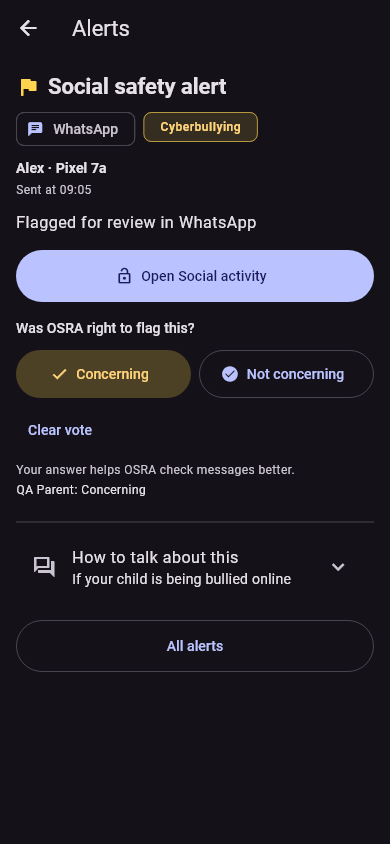 Alerts
Social safety alert
WhatsApp
Cyberbullying
Alex · Pixel 7a
Sent at 09:05
Flagged for review in WhatsApp
Open Social activity
Was OSRA right to flag this?
Concerning
Not concerning
Clear vote
Your answer helps OSRA check messages better.
QA Parent: Concerning
How to talk about this
If your child is being bullied online
All alerts